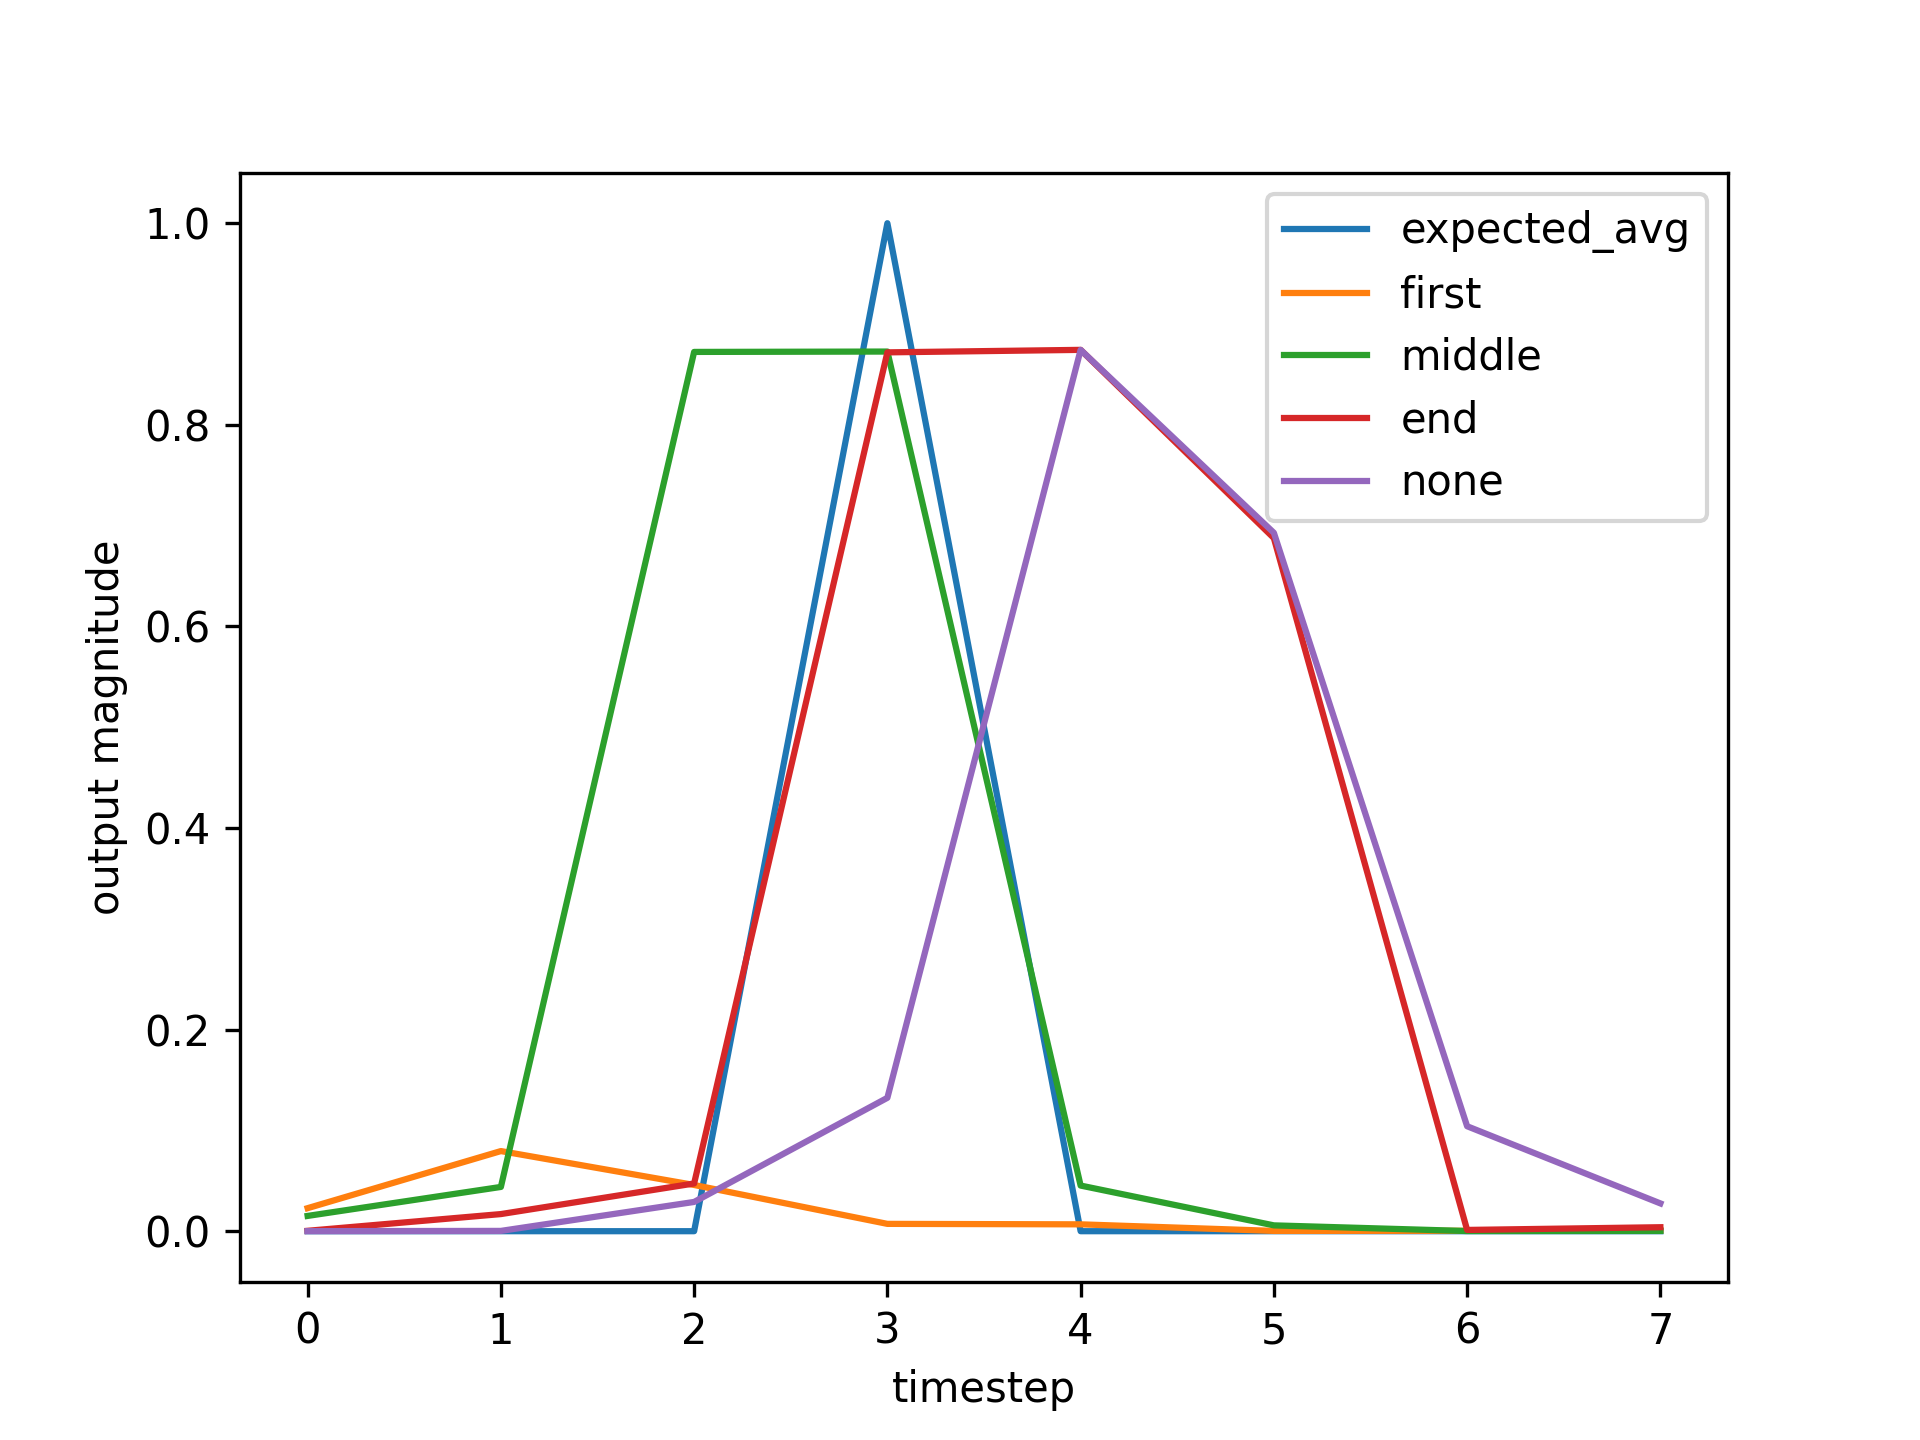 expected_avg
first
middle
end
none
1.0
0.8
0.6
0.4
0.2
0.0
output magnitude
0 1 2 3 4 5 6 7
timestep